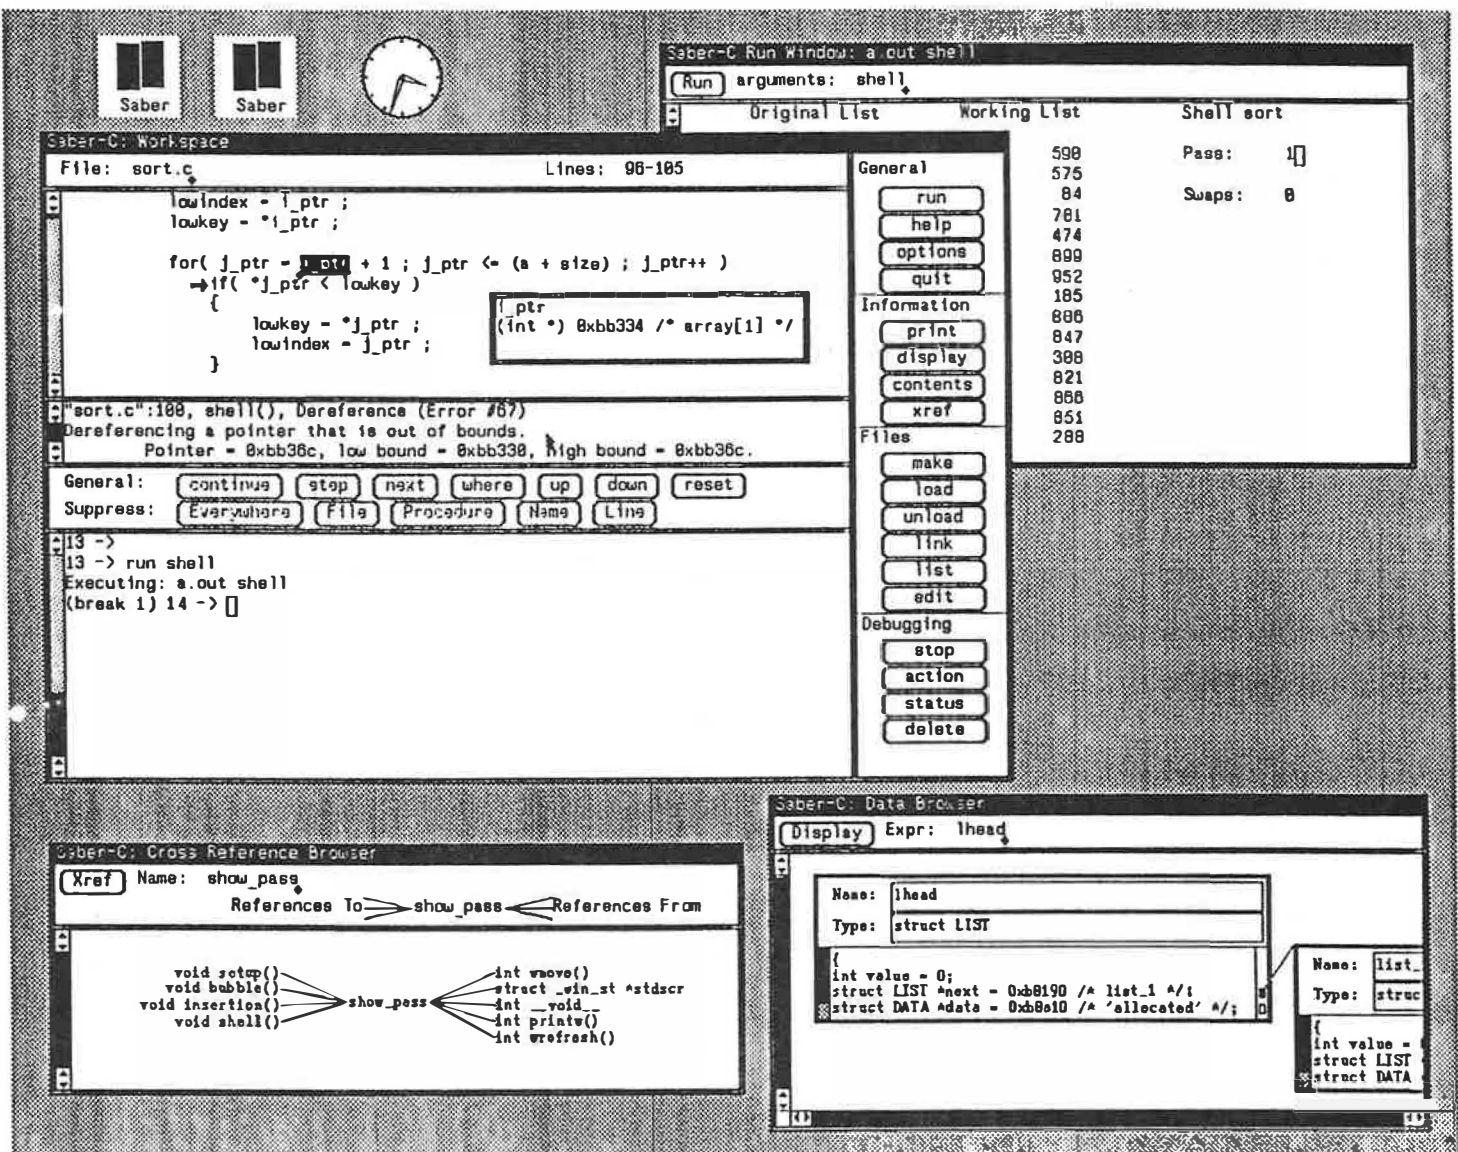 Saber
Saber
Saber-C Run Window: a.out shell
Run arguments: shell
Original List Working List Shell sort
598
575
84
781
474
899
952
185
886
847
308
821
866
851
288
Pass: 1
Swaps: 0
Saber-C: Workspace
File: sort.c Lines: 96-105
lowindex = i_ptr ;
lowkey = *i_ptr ;
for( j_ptr = i_ptr + 1 ; j_ptr <= (a + size) ; j_ptr++ )
if( *j_ptr < lowkey )
{
lowkey = *j_ptr ;
lowindex = j_ptr ;
}
i_ptr
(int *) 0xbb334 /* array[1] */
"sort.c":100, shell(), Dereference (Error #67)
Dereferencing a pointer that is out of bounds.
Pointer = 0xbb36c, low bound = 0xbb330, high bound = 0xbb36c.
General: continue step next where up down reset
Suppress: Everywhere File Procedure Name Line
13 ->
13 -> run shell
Executing: a.out shell
(break 1) 14 ->
General
run
help
options
quit
Information
print
display
contents
xref
Files
make
load
unload
link
list
edit
Debugging
stop
action
status
delete
Saber-C: Cross Reference Browser
Xref Name: show_pass
References To show_pass References From
void setup()
void bubble()
void insertion()
void shell()
show_pass
int wmove()
struct _win_st *stdscr
int __void__
int printw()
int wrefresh()
Saber-C: Data Browser
Display Expr: lhead
Name: lhead
Type: struct LIST
{
int value = 0;
struct LIST *next = 0xb8190 /* list_1 */;
struct DATA *data = 0xb8a10 /* 'allocated' */;
Name: list_
Type: struc
{
int value =
struct LIST
struct DATA